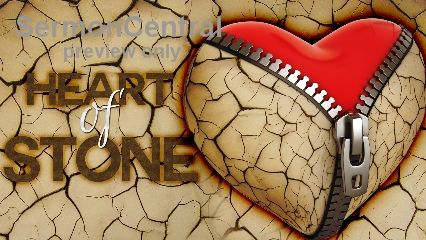 SermonCentral
preview only
HEART
of
STONE